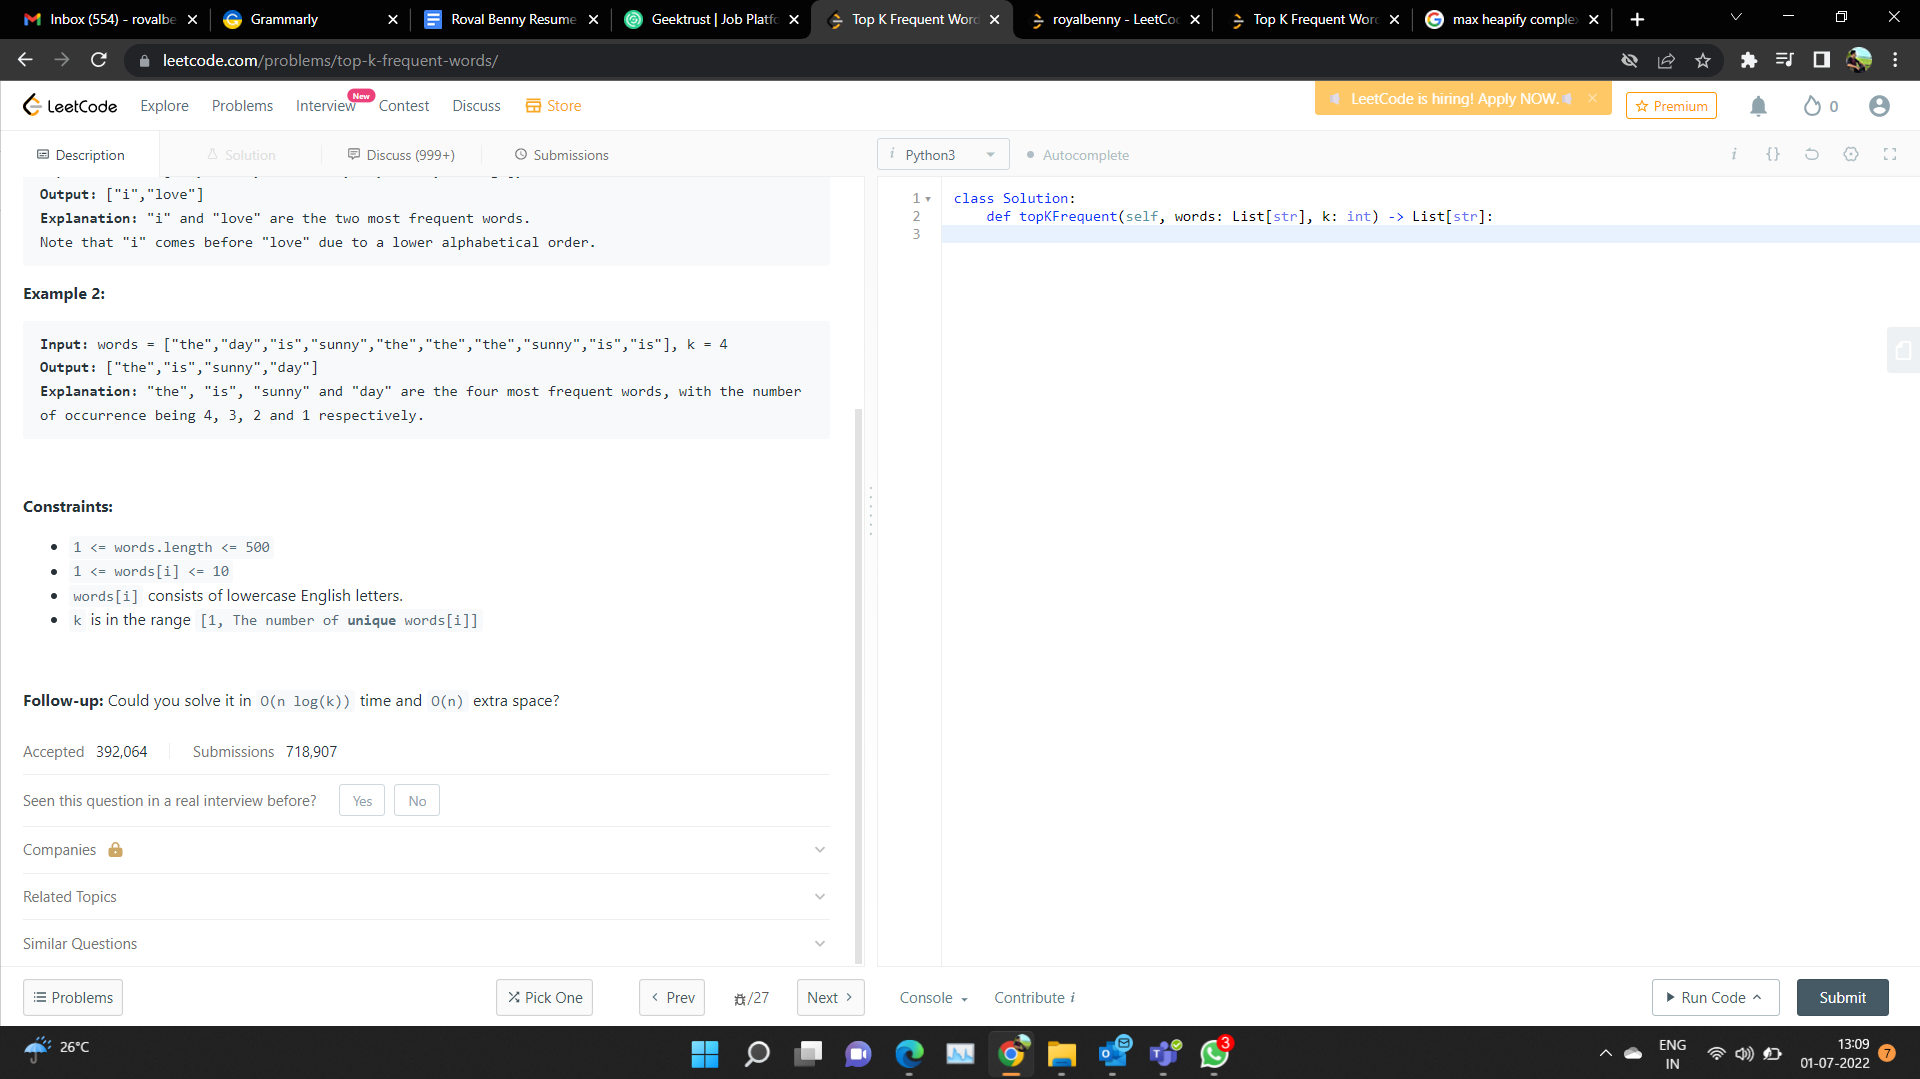 Inbox (554) - rovalbe
Grammarly
Roval Benny Resume
Geektrust | Job Platfo
Top K Frequent Word
royalbenny - LeetCo
Top K Frequent Word
max heapify comple
leetcode.com/problems/top-k-frequent-words/
LeetCode
Explore
Problems
Interview
New
Contest
Discuss
Store
LeetCode is hiring! Apply NOW.
Premium
0
Description
Solution
Discuss (999+)
Submissions
i Python3
Autocomplete
i
{}
Output: ["i","love"]
Explanation: "i" and "love" are the two most frequent words.
Note that "i" comes before "love" due to a lower alphabetical order.
Example 2:
Input: words = ["the","day","is","sunny","the","the","the","sunny","is","is"], k = 4
Output: ["the","is","sunny","day"]
Explanation: "the", "is", "sunny" and "day" are the four most frequent words, with the number
of occurrence being 4, 3, 2 and 1 respectively.
Constraints:
1 <= words.length <= 500
1 <= words[i] <= 10
words[i] consists of lowercase English letters.
k is in the range [1, The number of unique words[i]]
Follow-up: Could you solve it in O(n log(k)) time and O(n) extra space?
Accepted 392,064 Submissions 718,907
Seen this question in a real interview before? Yes No
Companies
Related Topics
Similar Questions
1 class Solution:
2 def topKFrequent(self, words: List[str], k: int) -> List[str]:
3
Problems
Pick One
Prev
/27
Next
Console
Contribute i
Run Code
Submit
26°C
3
ENG
IN
13:09
01-07-2022
7